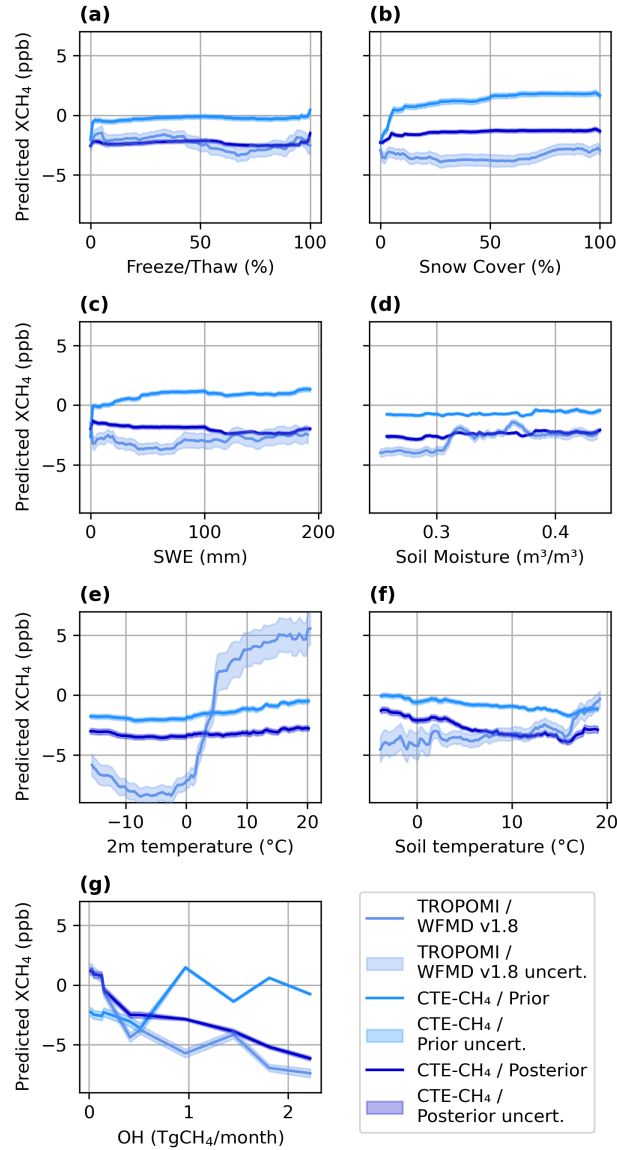 (a)
(b)
Predicted XCH₄ (ppb)
5
0
−5
0
50
100
0
50
100
Freeze/Thaw (%)
Snow Cover (%)
(c)
(d)
Predicted XCH₄ (ppb)
5
0
−5
0
100
200
0.3
0.4
SWE (mm)
Soil Moisture (m³/m³)
(e)
(f)
Predicted XCH₄ (ppb)
5
0
−5
−10
0
10
20
0
10
20
2m temperature (°C)
Soil temperature (°C)
(g)
Predicted XCH₄ (ppb)
5
0
−5
0
1
2
OH (TgCH₄/month)
TROPOMI /
WFMD v1.8
TROPOMI /
WFMD v1.8 uncert.
CTE-CH₄ / Prior
CTE-CH₄ /
Prior uncert.
CTE-CH₄ / Posterior
CTE-CH₄ /
Posterior uncert.